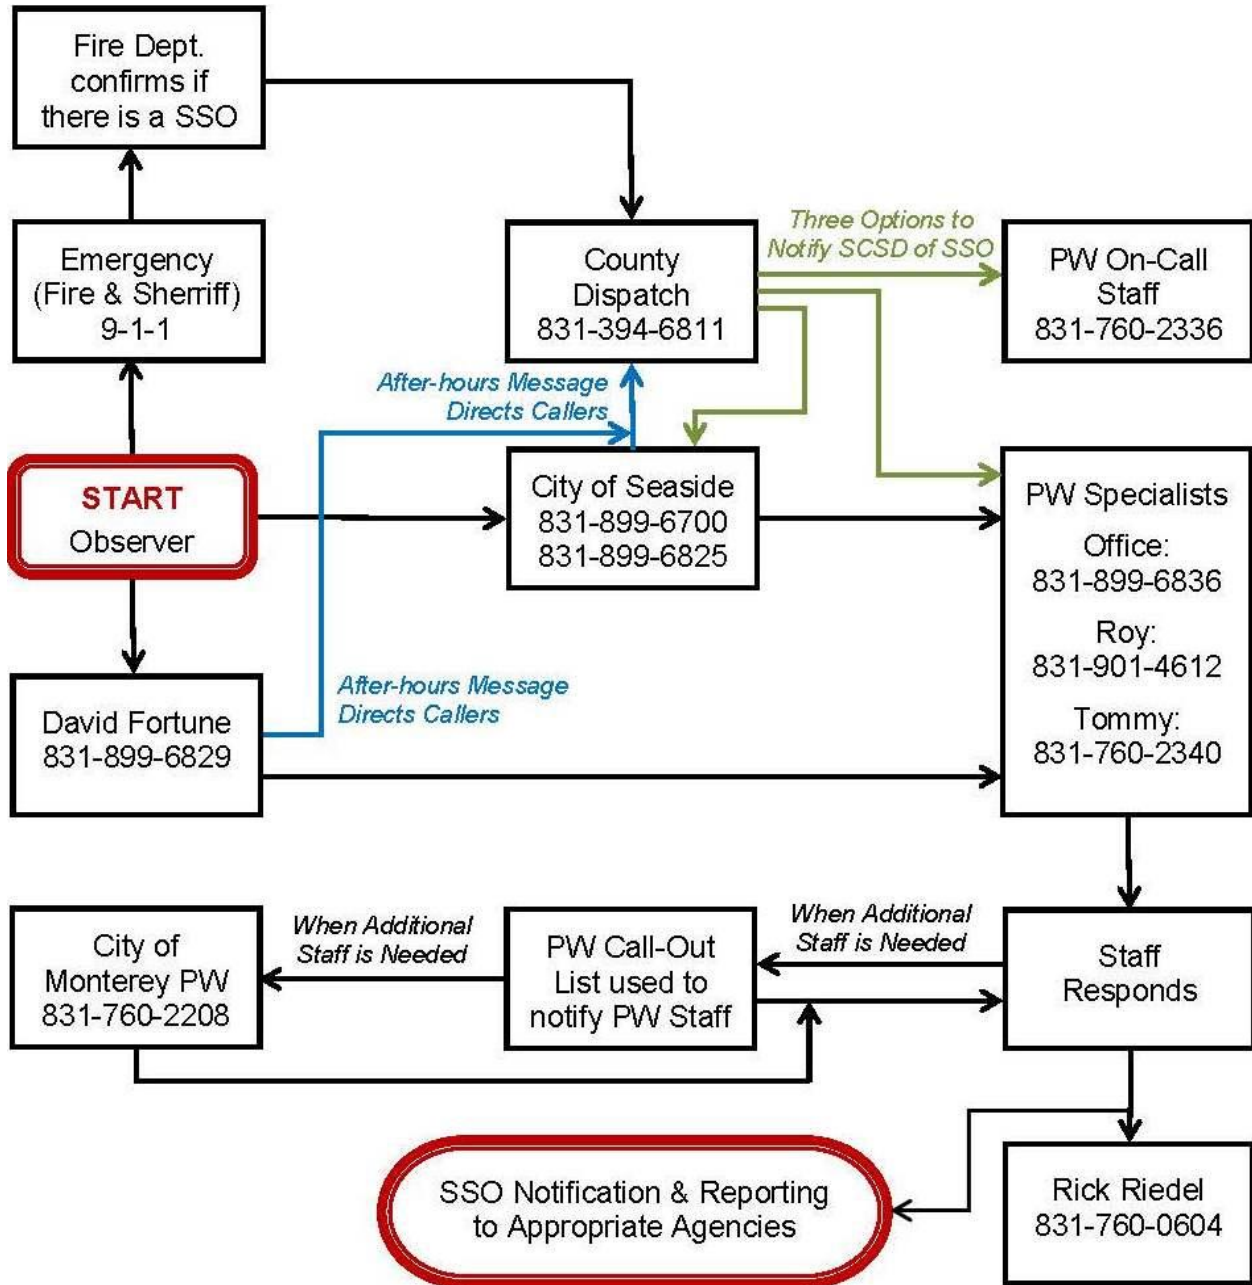 Fire Dept.
confirms if
there is a SSO
Emergency
(Fire & Sherriff)
9-1-1
County
Dispatch
831-394-6811
Three Options to
Notify SCSD of SSO
PW On-Call
Staff
831-760-2336
After-hours Message
Directs Callers
START
Observer
City of Seaside
831-899-6700
831-899-6825
PW Specialists
Office:
831-899-6836
Roy:
831-901-4612
Tommy:
831-760-2340
David Fortune
831-899-6829
After-hours Message
Directs Callers
City of
Monterey PW
831-760-2208
When Additional
Staff is Needed
PW Call-Out
List used to
notify PW Staff
When Additional
Staff is Needed
Staff
Responds
SSO Notification & Reporting
to Appropriate Agencies
Rick Riedel
831-760-0604